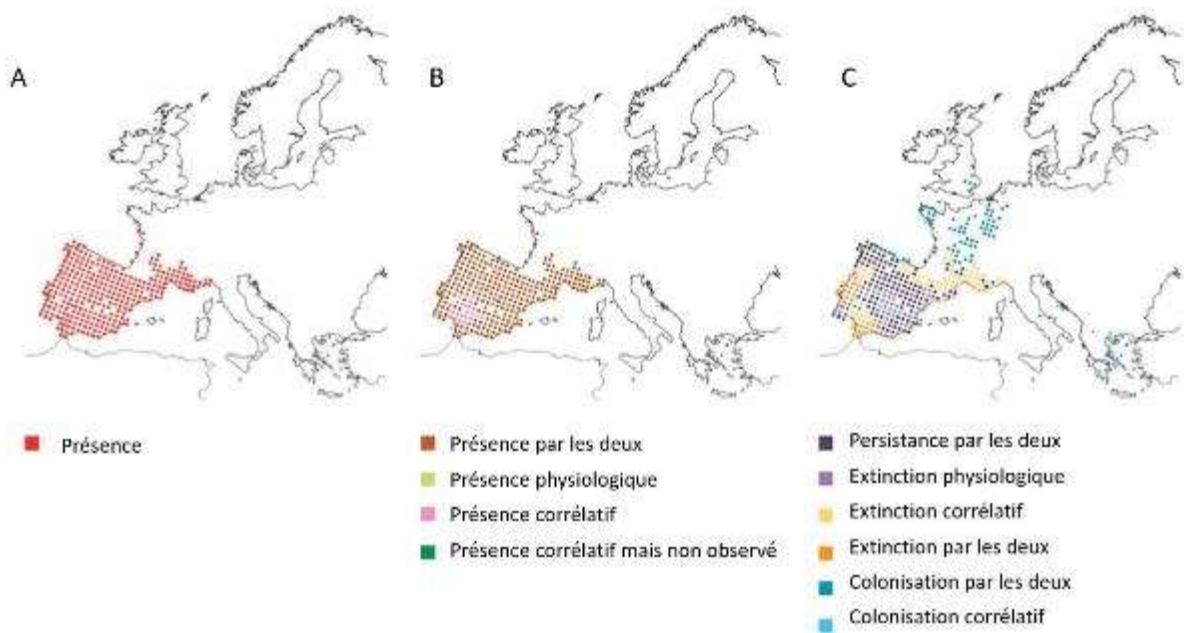 A
B
C
Présence
Présence par les deux
Présence physiologique
Présence corrélatif
Présence corrélatif mais non observé
Persistance par les deux
Extinction physiologique
Extinction corrélatif
Extinction par les deux
Colonisation par les deux
Colonisation corrélatif